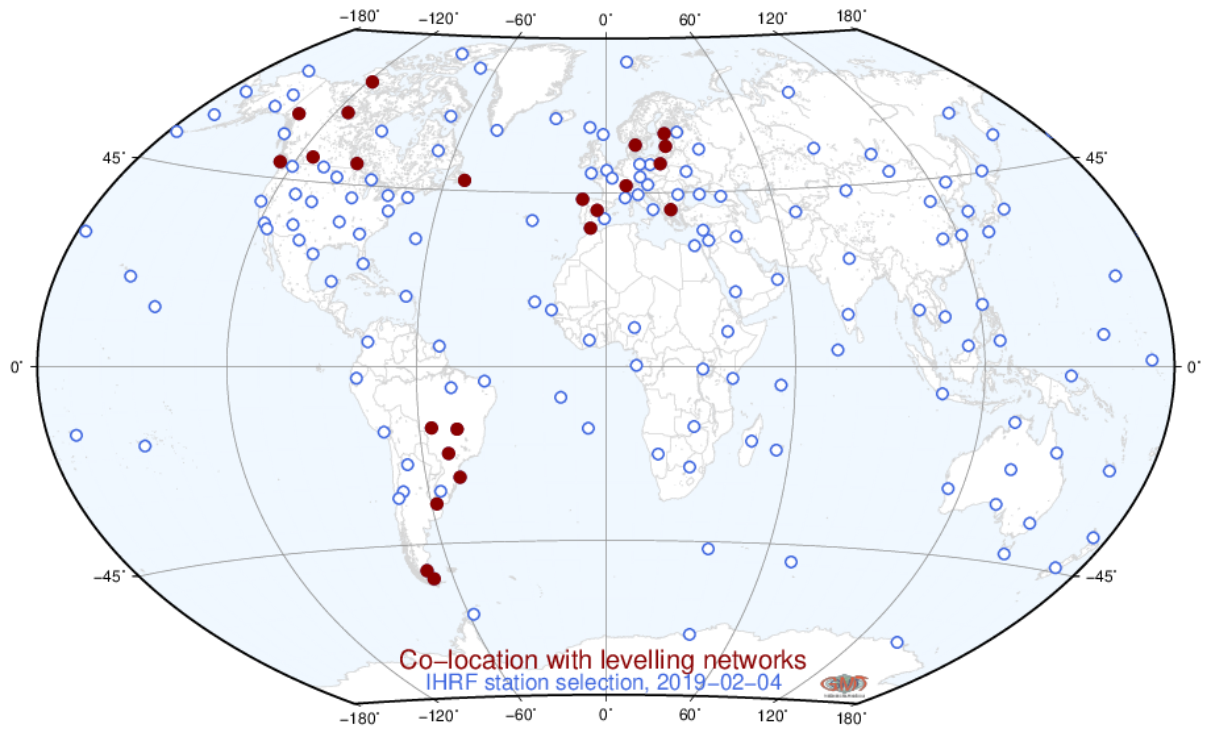 −180˚ −120˚ −60˚ 0˚ 60˚ 120˚ 180˚
45˚ 45˚
0˚ 0˚
−45˚ −45˚
Co−location with levelling networks
IHRF station selection, 2019−02−04
GMT
−180˚ −120˚ −60˚ 0˚ 60˚ 120˚ 180˚